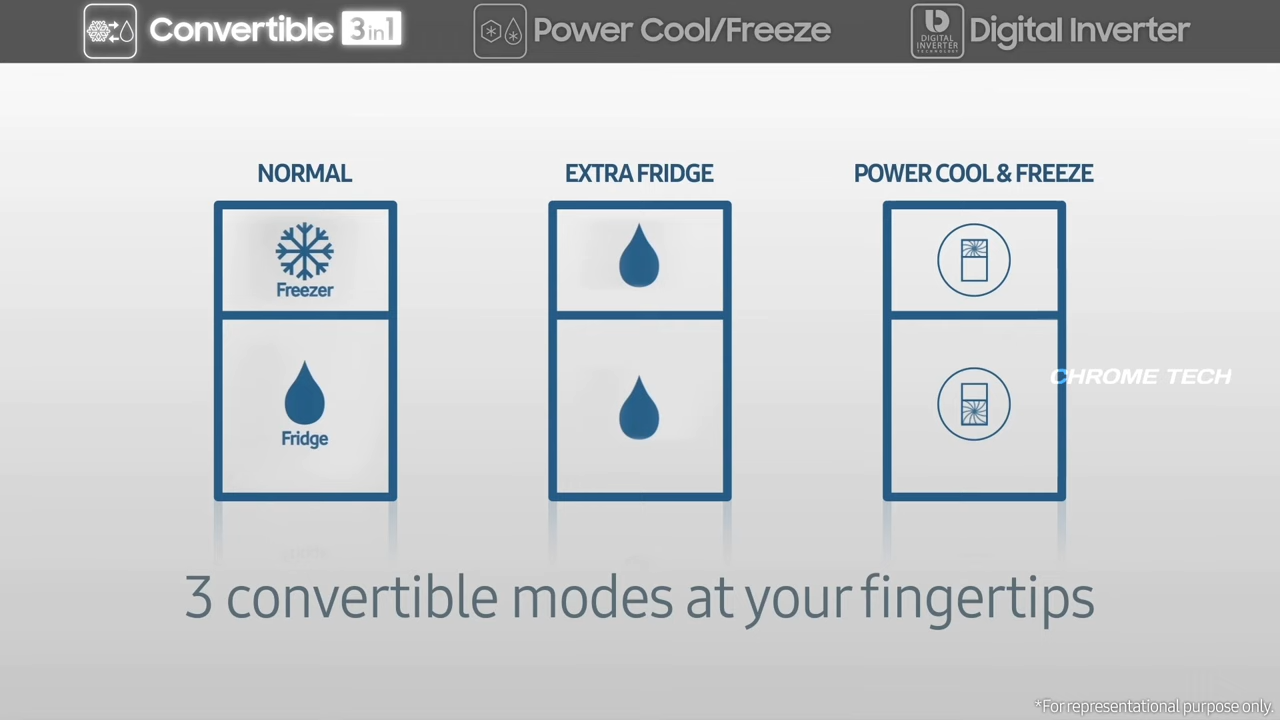 Convertible 3in1
Power Cool/Freeze
DIGITAL
INVERTER
TECHNOLOGY
Digital Inverter
NORMAL
EXTRA FRIDGE
POWER COOL & FREEZE
Freezer
Fridge
CHROME TECH
3 convertible modes at your fingertips
*For representational purpose only.